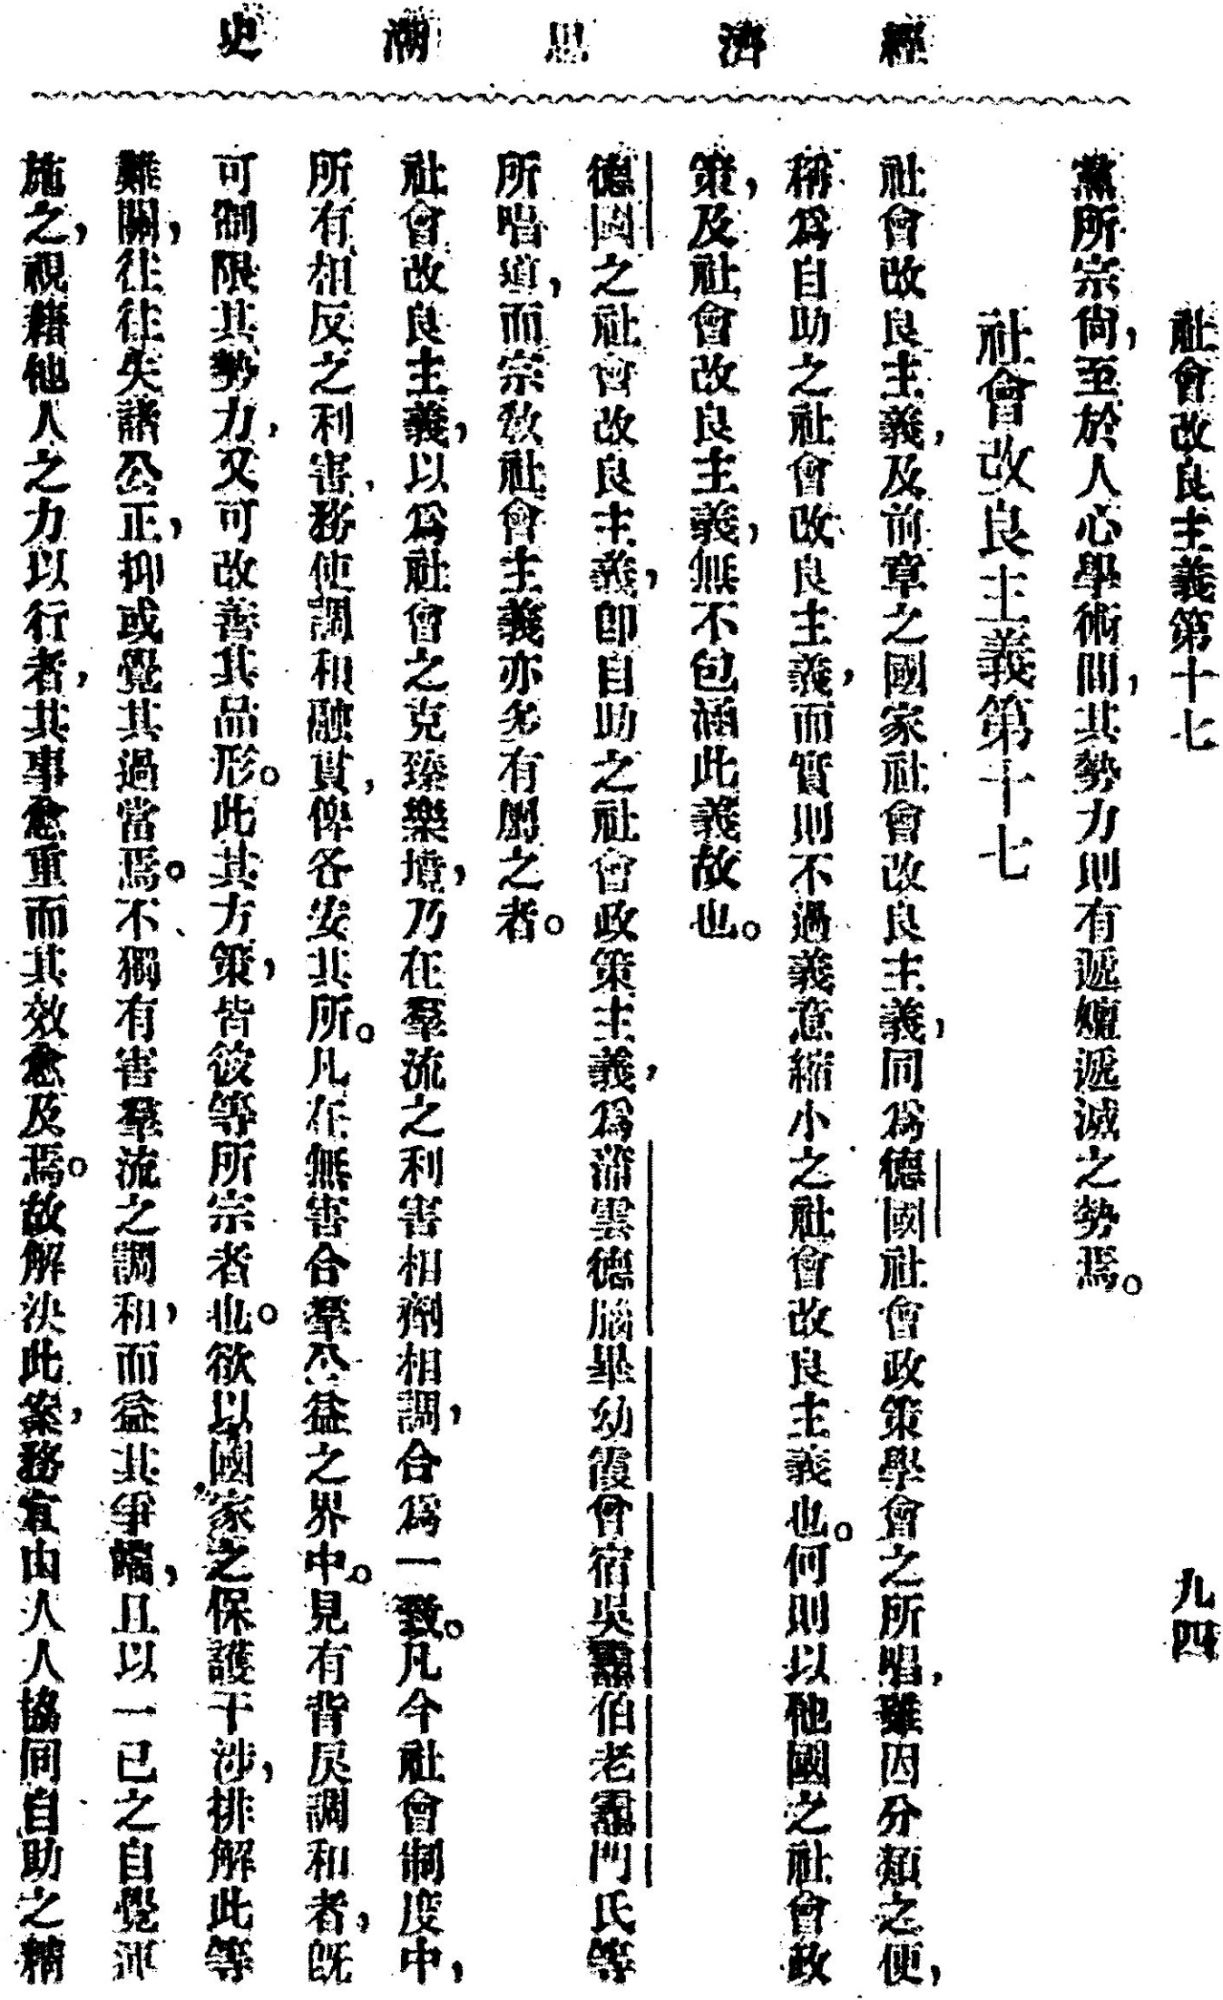 經濟思潮史
社會改良主義第十七
九四
黨所宗尙，至於人心學術間，其勢力則有遞嬗遞滅之勢焉。
社會改良主義第十七
社會改良主義，及前章之國家社會改良主義，同爲德國社會政策學會之所唱，雖因分類之便，
稱爲自助之社會改良主義，而實則不過義意縮小之社會改良主義也。何則以他國之社會政
策，及社會改良主義，無不包涵此義故也。
德國之社會改良主義，卽自助之社會政策主義，爲蒲雲德腦畢幼霞會宿吳露伯老露門氏等
所唱道，而宗敎社會主義亦多有屬之者。
社會改良主義，以爲社會之克臻樂境，乃在羣流之利害相劑相調，合爲一致。凡今社會制度中，
所有相反之利害，務使調和融貫，俾各安其所。凡在無害合羣公益之界中。見有背戾調和者，旣
可制限其勢力，又可改善其品形。此其方策，皆彼等所宗者也。欲以國家之保護干涉，排解此等
難關，往往失諸公正，抑或覺其過當焉。不獨有害羣流之調和，而益其爭端，且以一已之自覺
施之，視藉他人之力以行者，其事愈重而其效愈及焉。故解決此案，務宜由人人協同自助之精